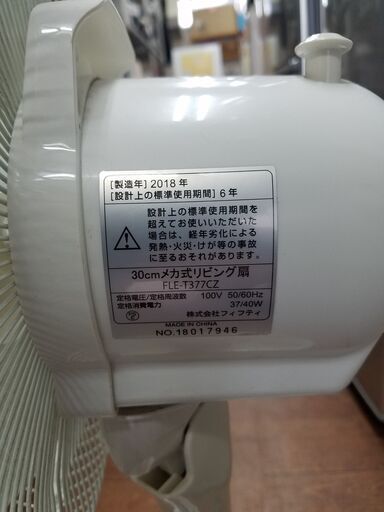 [製造年] 2018年
[設計上の標準使用期間] 6年
設計上の標準使用期間を
超えてお使いいただいた
場合は、経年劣化による
発熱・火災・けが等の事故
に至るおそれがあります。
30cmメカ式リビング扇
FLE-T377CZ
定格電圧/定格周波数 100V 50/60Hz
定格消費電力 37/40W
株式会社フィフティ
MADE IN CHINA
NO.18017946